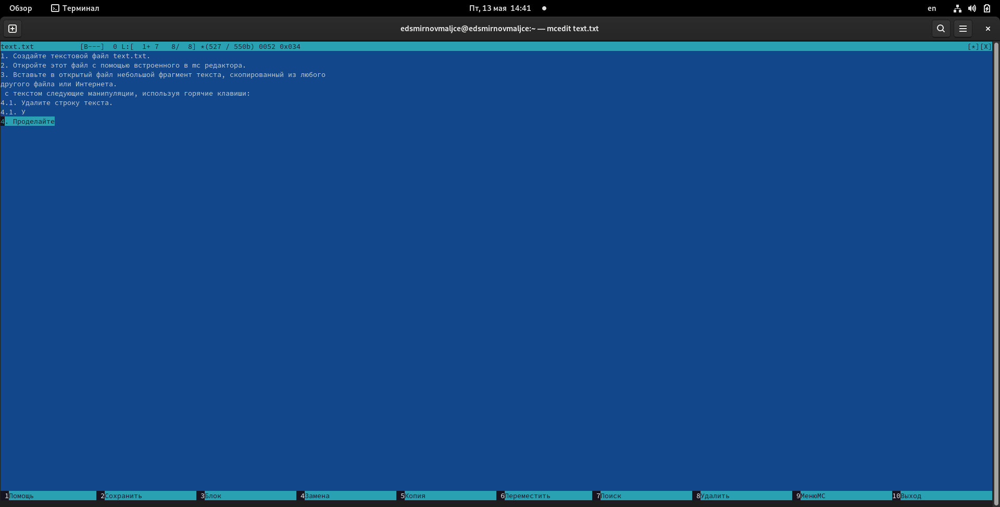 Обзор Терминал Пт, 13 мая 14:41 en
edsmirnovmaljce@edsmirnovmaljce:~ — mcedit text.txt
text.txt [B---] 0 L:[ 1+ 7 8/ 8] *(527 / 550b) 0052 0x034 [*][X]
1. Создайте текстовой файл text.txt.
2. Откройте этот файл с помощью встроенного в mc редактора.
3. Вставьте в открытый файл небольшой фрагмент текста, скопированный из любого
другого файла или Интернета.
с текстом следующие манипуляции, используя горячие клавиши:
4.1. Удалите строку текста.
4.1. У
4. Проделайте
1Помощь 2Сохранить 3Блок 4Замена 5Копия 6Переместить 7Поиск 8Удалить 9МенюMC 10Выход